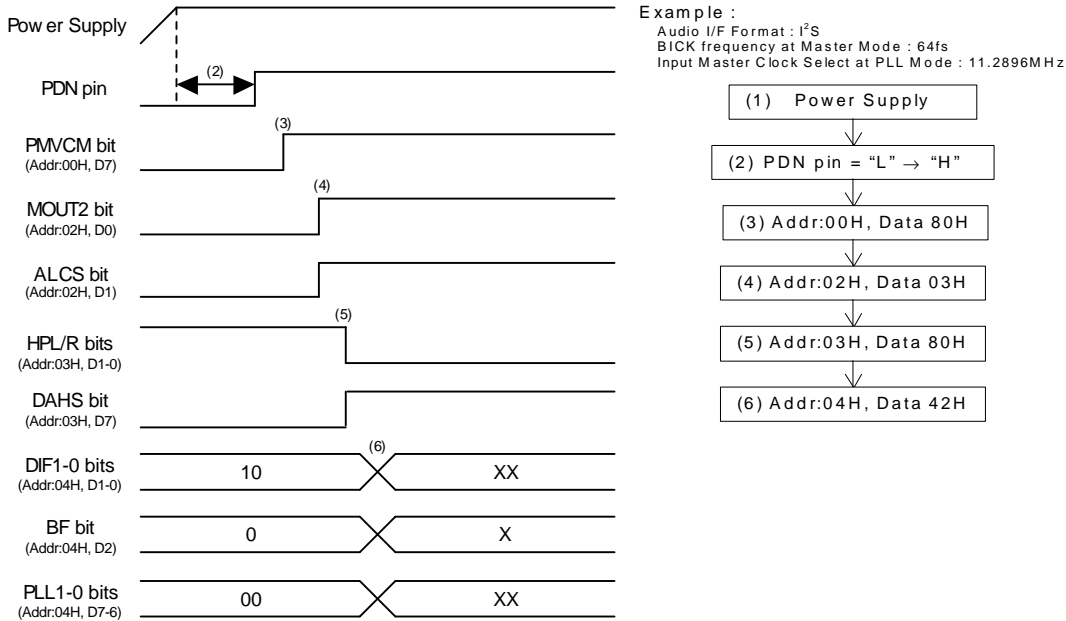 Power Supply
(2)
PDN pin
(3)
PMVCM bit
(Addr:00H, D7)
(4)
MOUT2 bit
(Addr:02H, D0)
ALCS bit
(Addr:02H, D1)
(5)
HPL/R bits
(Addr:03H, D1-0)
DAHS bit
(Addr:03H, D7)
(6)
DIF1-0 bits
(Addr:04H, D1-0)
10
XX
BF bit
(Addr:04H, D2)
0
X
PLL1-0 bits
(Addr:04H, D7-6)
00
XX
Example :
Audio I/F Format : I²S
BICK frequency at Master Mode : 64fs
Input Master Clock Select at PLL Mode : 11.2896MHz
(1) Power Supply
(2) PDN pin = “L” → “H”
(3) Addr:00H, Data 80H
(4) Addr:02H, Data 03H
(5) Addr:03H, Data 80H
(6) Addr:04H, Data 42H